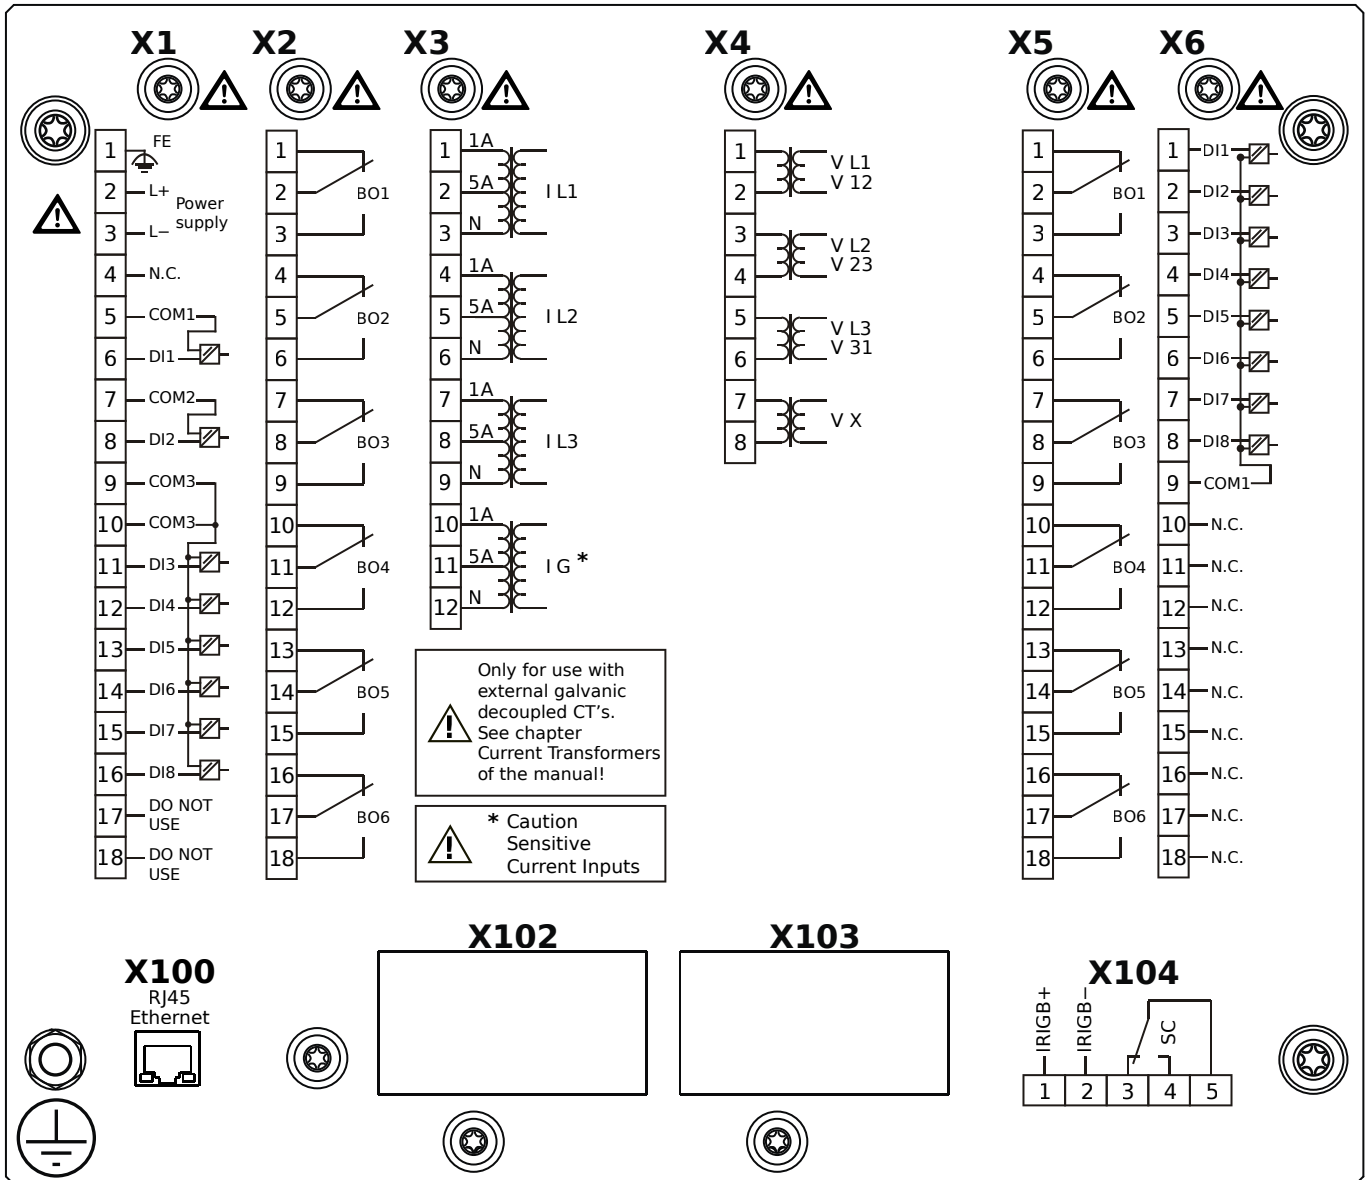 X1
1 FE
2 L+
Power
supply
3 L−
4 N.C.
5 COM1
6 DI1
7 COM2
8 DI2
9 COM3
10 COM3
11 DI3
12 DI4
13 DI5
14 DI6
15 DI7
16 DI8
17 DO NOT
USE
18 DO NOT
USE
X2
1
2 BO1
3
4
5 BO2
6
7
8 BO3
9
10
11 BO4
12
13
14 BO5
15
16
17 BO6
18
X3
1 1A
2 5A I L1
3 N
4 1A
5 5A I L2
6 N
7 1A
8 5A I L3
9 N
10 1A
11 5A I G *
12 N
Only for use with
external galvanic
decoupled CT's.
See chapter
Current Transformers
of the manual!
* Caution
Sensitive
Current Inputs
X4
1 V L1
2 V 12
3 V L2
4 V 23
5 V L3
6 V 31
7 V X
8
X5
1
2 BO1
3
4
5 BO2
6
7
8 BO3
9
10
11 BO4
12
13
14 BO5
15
16
17 BO6
18
X6
1 DI1
2 DI2
3 DI3
4 DI4
5 DI5
6 DI6
7 DI7
8 DI8
9 COM1
10 N.C.
11 N.C.
12 N.C.
13 N.C.
14 N.C.
15 N.C.
16 N.C.
17 N.C.
18 N.C.
X100
RJ45
Ethernet
X102
X103
X104
IRIGB+
IRIGB−
SC
1 2 3 4 5